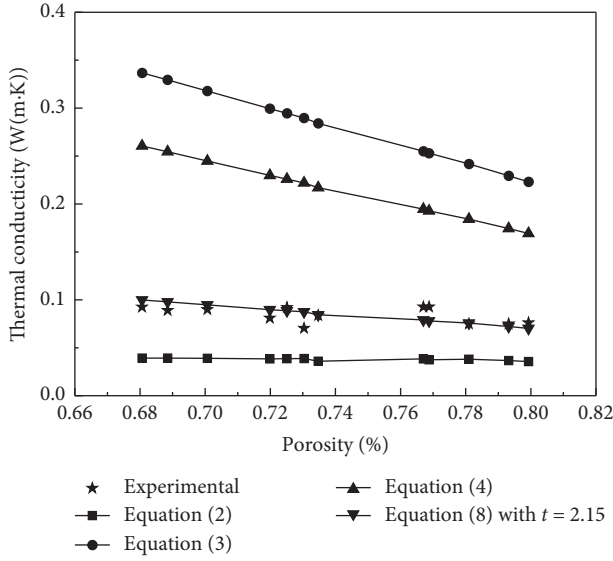 Thermal conductivity (W(m·K))
0.4
0.3
0.2
0.1
0.0
0.66 0.68 0.70 0.72 0.74 0.76 0.78 0.80 0.82
Porosity (%)
Experimental
Equation (2)
Equation (3)
Equation (4)
Equation (8) with t = 2.15